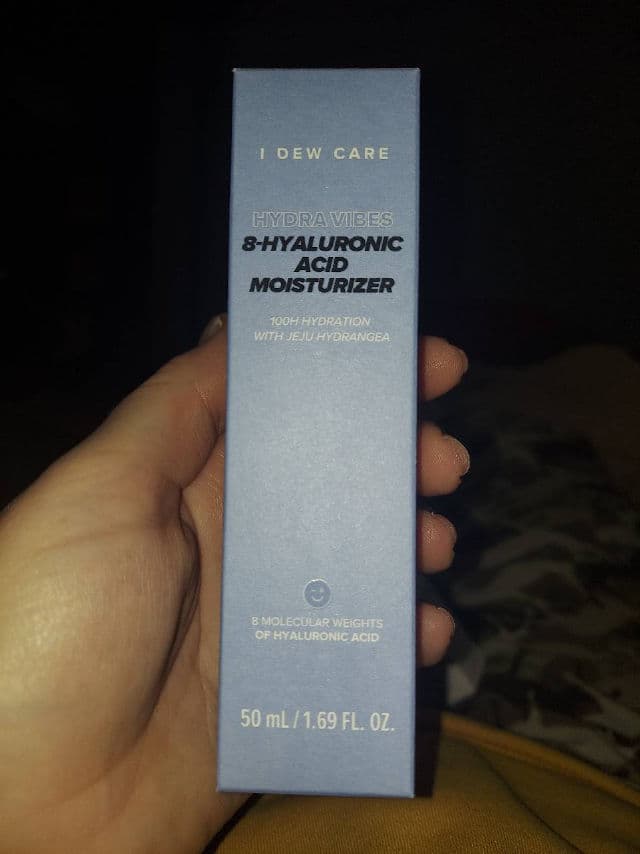 I DEW CARE
HYDRA VIBES
8-HYALURONIC
ACID
MOISTURIZER
100H HYDRATION
WITH JEJU HYDRANGEA
8 MOLECULAR WEIGHTS
OF HYALURONIC ACID
50 mL / 1.69 FL. OZ.